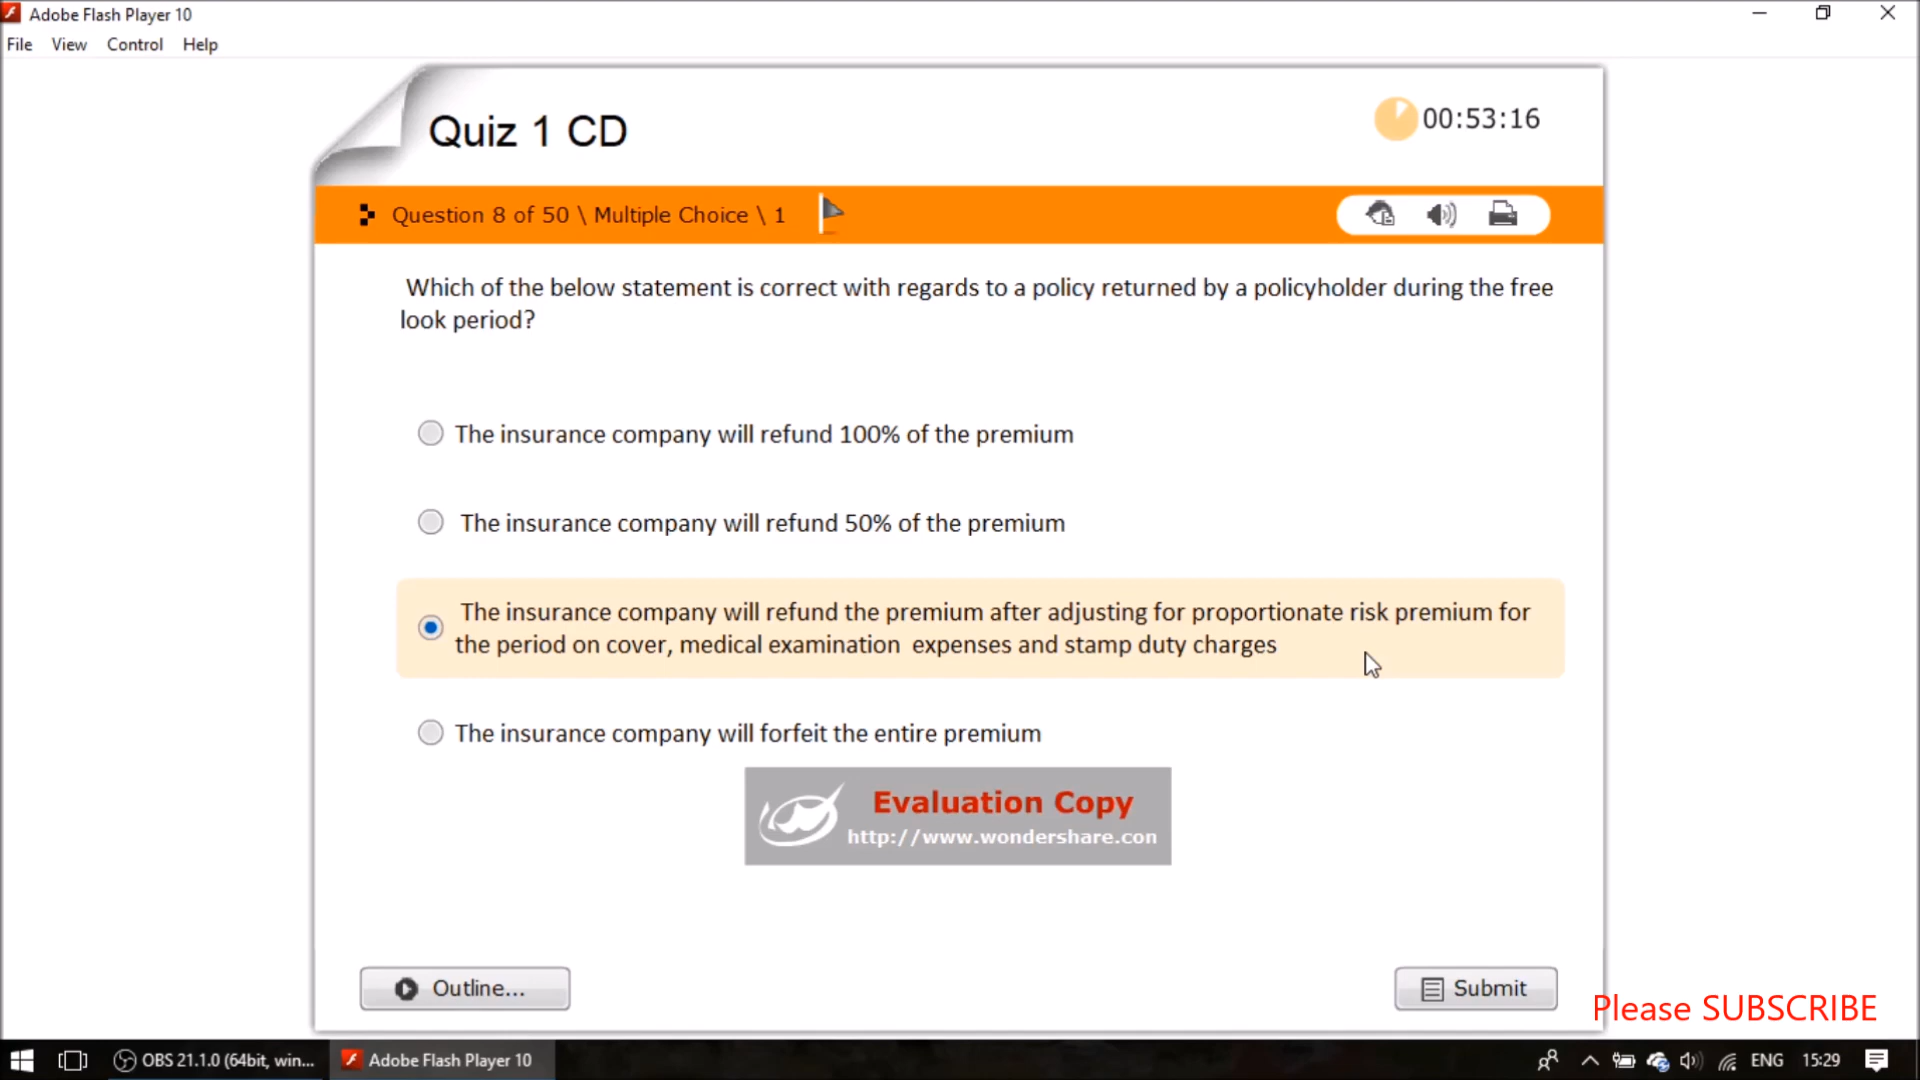 Adobe Flash Player 10
File View Control Help
Quiz 1 CD
00:53:16
Question 8 of 50 \ Multiple Choice \ 1
Which of the below statement is correct with regards to a policy returned by a policyholder during the free
look period?
The insurance company will refund 100% of the premium
The insurance company will refund 50% of the premium
The insurance company will refund the premium after adjusting for proportionate risk premium for
the period on cover, medical examination expenses and stamp duty charges
The insurance company will forfeit the entire premium
Evaluation Copy
http://www.wondershare.con
Outline...
Submit
Please SUBSCRIBE
OBS 21.1.0 (64bit, win...
Adobe Flash Player 10
ENG
15:29